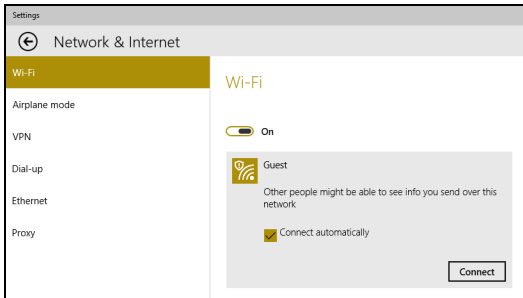 Settings
Network & Internet
Wi-Fi
Airplane mode
VPN
Dial-up
Ethernet
Proxy
Wi-Fi
On
Guest
Other people might be able to see info you send over this
network
Connect automatically
Connect